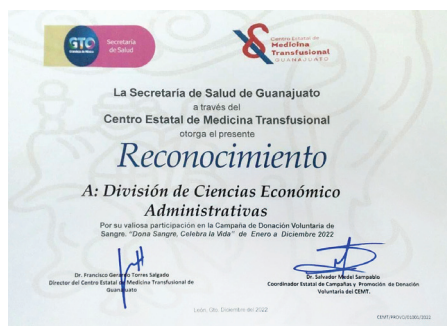 GTO
Secretaría
de Salud
Centro Estatal de
Medicina
Transfusional
GUANAJUATO
La Secretaría de Salud de Guanajuato
a través del
Centro Estatal de Medicina Transfusional
otorga el presente
Reconocimiento
A: División de Ciencias Económico
Administrativas
Por su valiosa participación en la Campaña de Donación Voluntaria de
Sangre. "Dona Sangre, Celebra la Vida" de Enero a Diciembre 2022
Dr. Francisco Gerardo Torres Salgado
Director del Centro Estatal de Medicina Transfusional de
Guanajuato
Dr. Salvador Medel Sampablo
Coordinador Estatal de Campañas y Promoción de Donación
Voluntaria del CEMT.
León, Gto. Diciembre del 2022